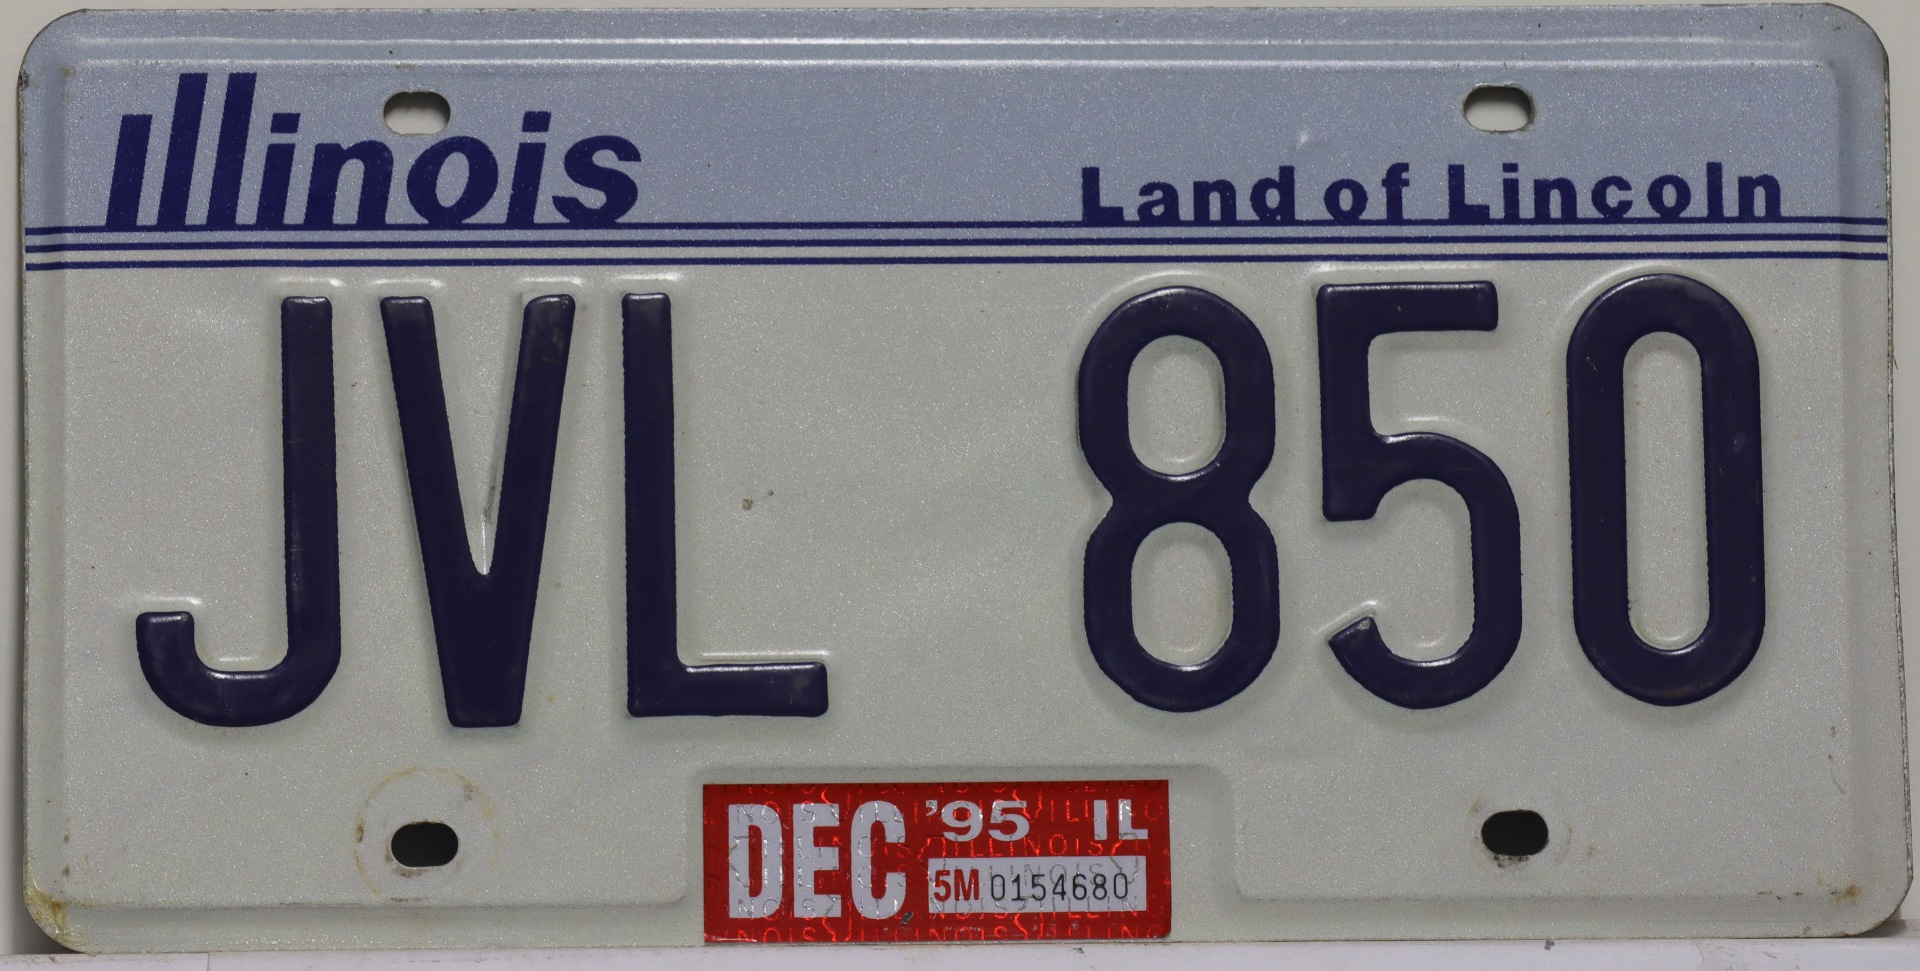 Illinois Land of Lincoln
JVL 850
DEC '95 IL
5M 0154680